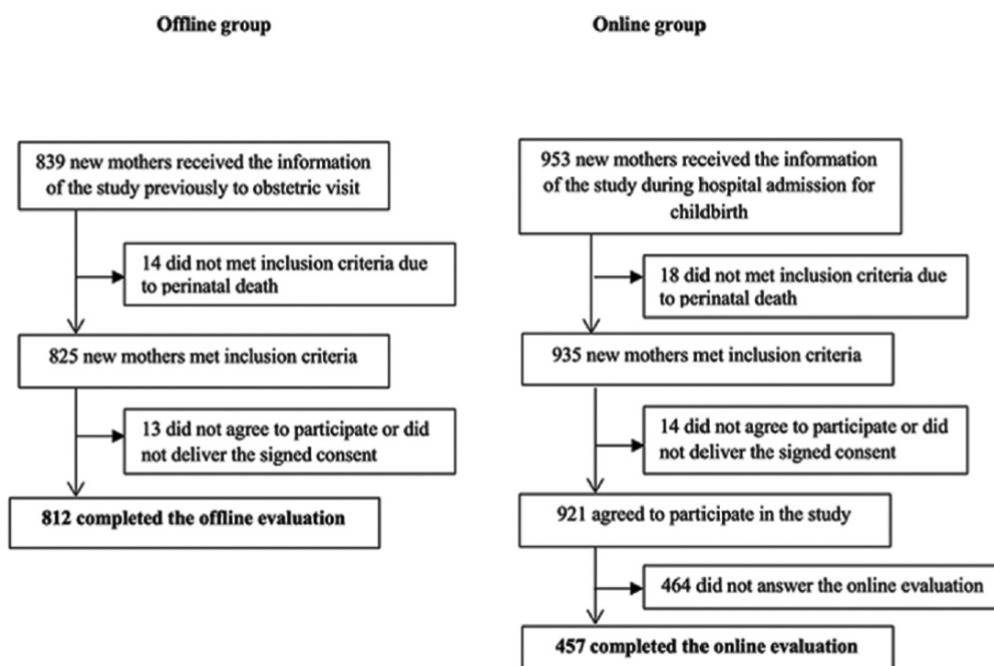 Offline group
839 new mothers received the information
of the study previously to obstetric visit
14 did not met inclusion criteria due
to perinatal death
825 new mothers met inclusion criteria
13 did not agree to participate or did
not deliver the signed consent
812 completed the offline evaluation
Online group
953 new mothers received the information
of the study during hospital admission for
childbirth
18 did not met inclusion criteria due
to perinatal death
935 new mothers met inclusion criteria
14 did not agree to participate or did
not deliver the signed consent
921 agreed to participate in the study
464 did not answer the online evaluation
457 completed the online evaluation